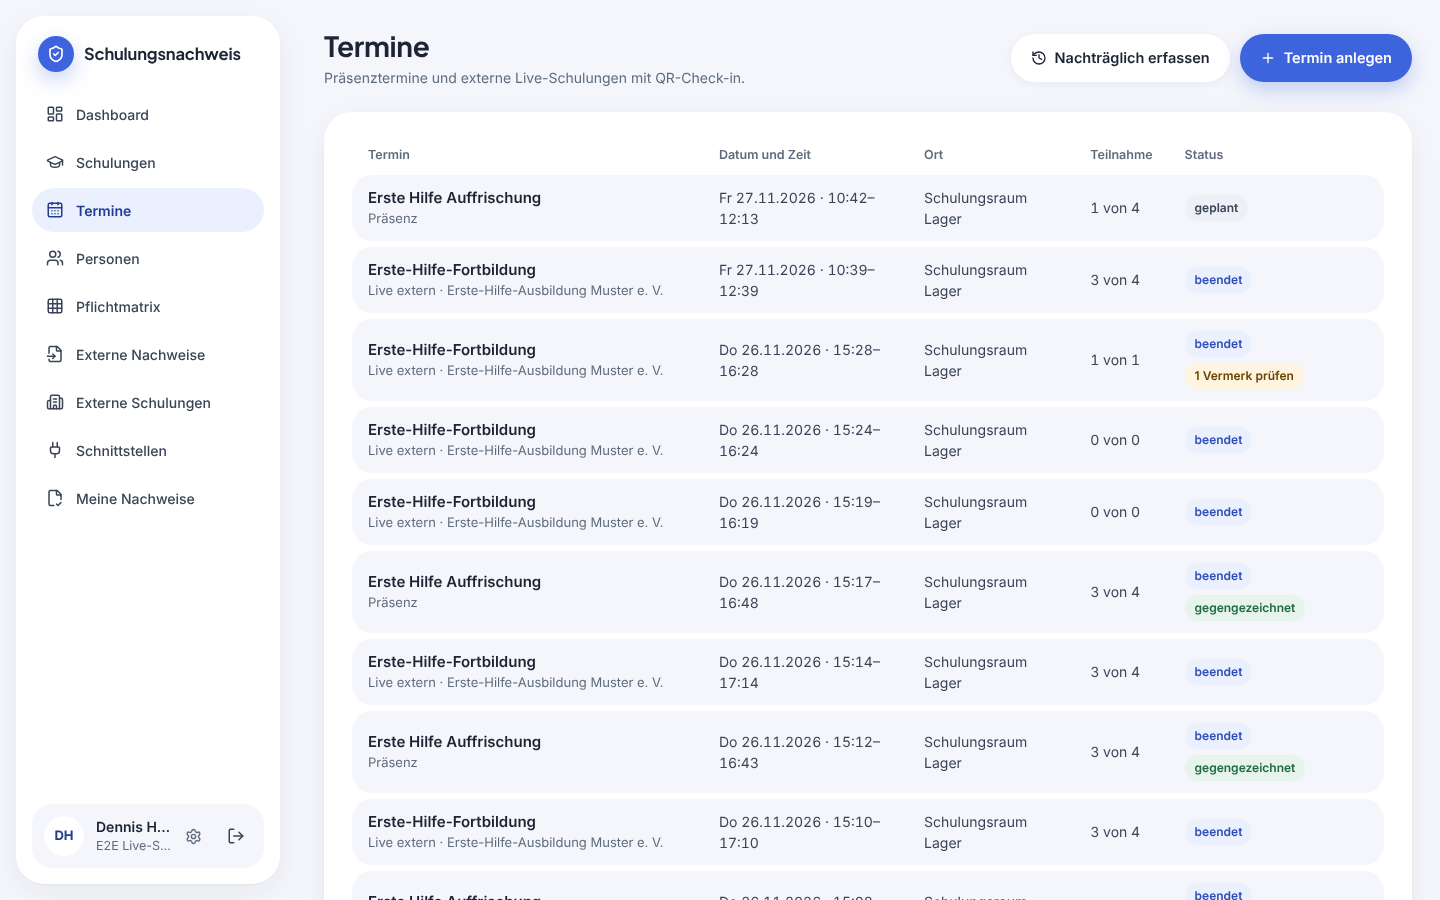 Schulungsnachweis
Dashboard
Schulungen
Termine
Personen
Pflichtmatrix
Externe Nachweise
Externe Schulungen
Schnittstellen
Meine Nachweise
DH
Dennis H...
E2E Live-S...
Termine
Präsenztermine und externe Live-Schulungen mit QR-Check-in.
Nachträglich erfassen
Termin anlegen
Termin Datum und Zeit Ort Teilnahme Status
Erste Hilfe Auffrischung
Präsenz
Fr 27.11.2026 · 10:42–
12:13
Schulungsraum
Lager
1 von 4
geplant
Erste-Hilfe-Fortbildung
Live extern · Erste-Hilfe-Ausbildung Muster e. V.
Fr 27.11.2026 · 10:39–
12:39
Schulungsraum
Lager
3 von 4
beendet
Erste-Hilfe-Fortbildung
Live extern · Erste-Hilfe-Ausbildung Muster e. V.
Do 26.11.2026 · 15:28–
16:28
Schulungsraum
Lager
1 von 1
beendet
1 Vermerk prüfen
Erste-Hilfe-Fortbildung
Live extern · Erste-Hilfe-Ausbildung Muster e. V.
Do 26.11.2026 · 15:24–
16:24
Schulungsraum
Lager
0 von 0
beendet
Erste-Hilfe-Fortbildung
Live extern · Erste-Hilfe-Ausbildung Muster e. V.
Do 26.11.2026 · 15:19–
16:19
Schulungsraum
Lager
0 von 0
beendet
Erste Hilfe Auffrischung
Präsenz
Do 26.11.2026 · 15:17–
16:48
Schulungsraum
Lager
3 von 4
beendet
gegengezeichnet
Erste-Hilfe-Fortbildung
Live extern · Erste-Hilfe-Ausbildung Muster e. V.
Do 26.11.2026 · 15:14–
17:14
Schulungsraum
Lager
3 von 4
beendet
Erste Hilfe Auffrischung
Präsenz
Do 26.11.2026 · 15:12–
16:43
Schulungsraum
Lager
3 von 4
beendet
gegengezeichnet
Erste-Hilfe-Fortbildung
Live extern · Erste-Hilfe-Ausbildung Muster e. V.
Do 26.11.2026 · 15:10–
17:10
Schulungsraum
Lager
3 von 4
beendet
beendet